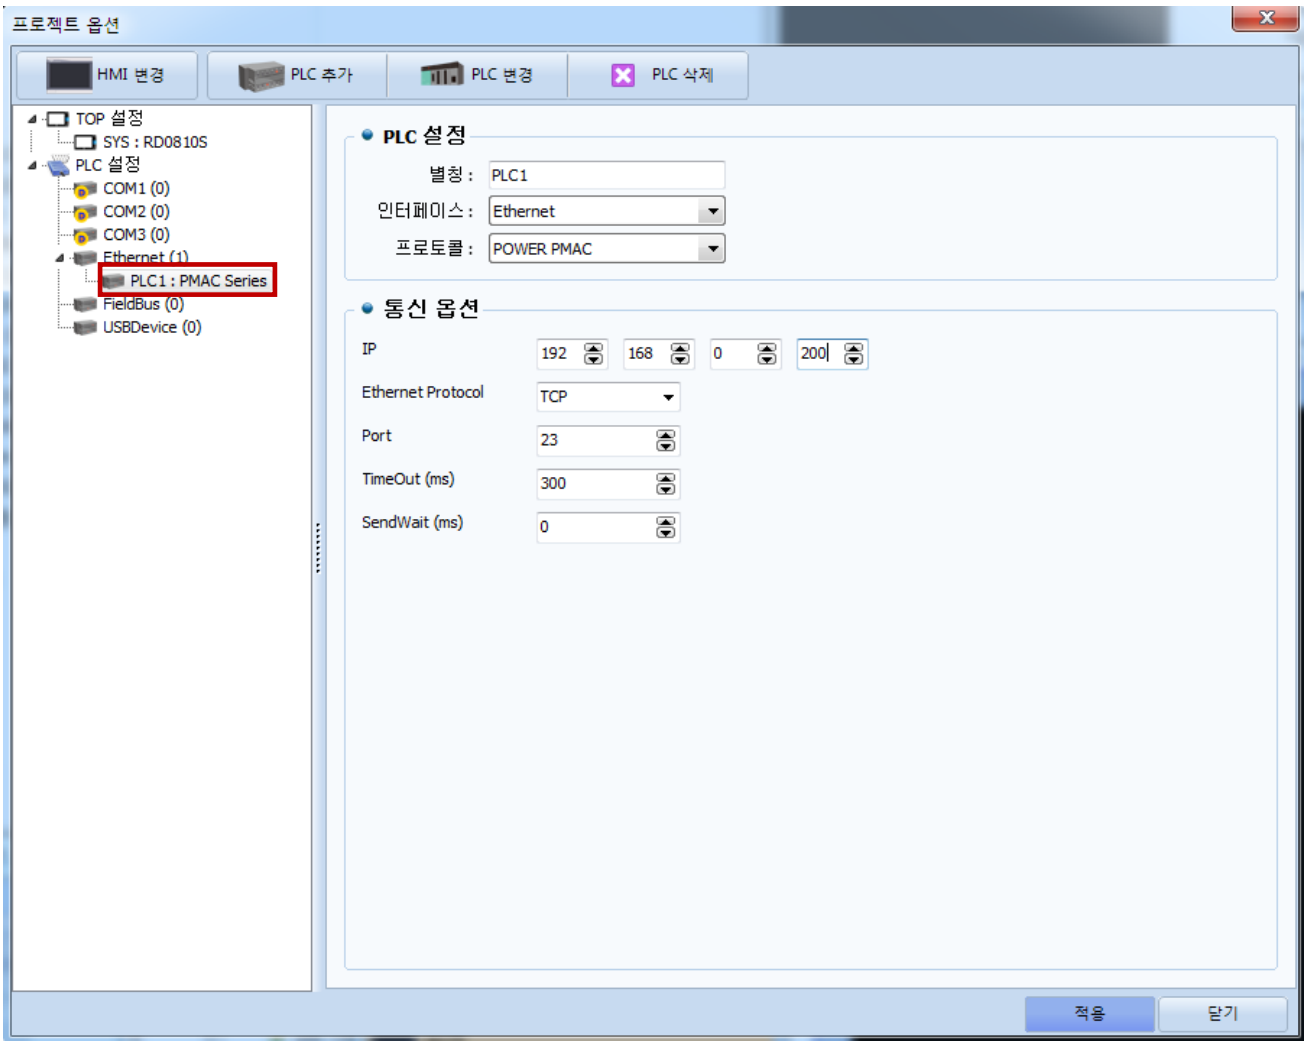 프로젝트 옵션
x
HMI 변경
PLC 추가
PLC 변경
PLC 삭제
TOP 설정
SYS : RD0810S
PLC 설정
COM1 (0)
COM2 (0)
COM3 (0)
Ethernet (1)
PLC1 : PMAC Series
FieldBus (0)
USBDevice (0)
PLC 설정
별칭 : PLC1
인터페이스 : Ethernet
프로토콜 : POWER PMAC
통신 옵션
IP 192 168 0 200
Ethernet Protocol TCP
Port 23
TimeOut (ms) 300
SendWait (ms) 0
적용 닫기